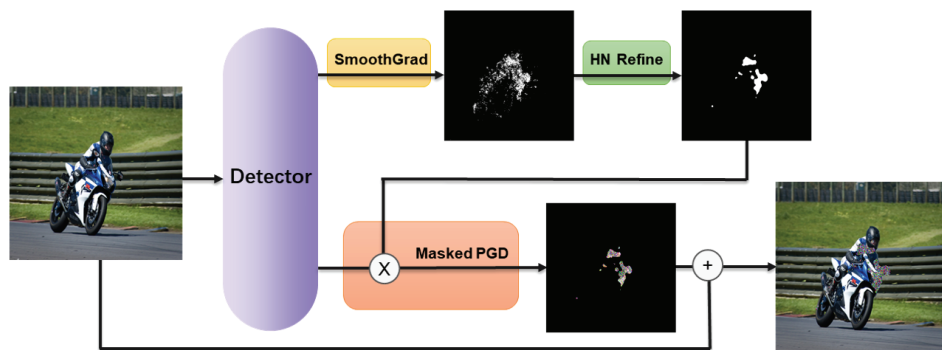 SmoothGrad
HN Refine
Detector
X
Masked PGD
+